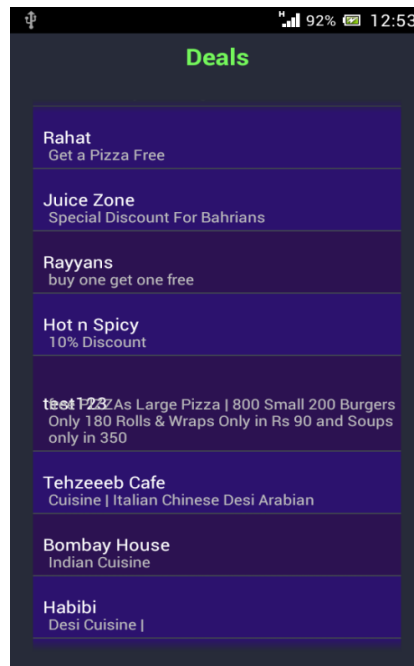 H 92% 12:53
Deals
Rahat
Get a Pizza Free
Juice Zone
Special Discount For Bahrians
Rayyans
buy one get one free
Hot n Spicy
10% Discount
test123
PIZZAs Large Pizza | 800 Small 200 Burgers
Only 180 Rolls & Wraps Only in Rs 90 and Soups
only in 350
Tehzeeeb Cafe
Cuisine | Italian Chinese Desi Arabian
Bombay House
Indian Cuisine
Habibi
Desi Cuisine |